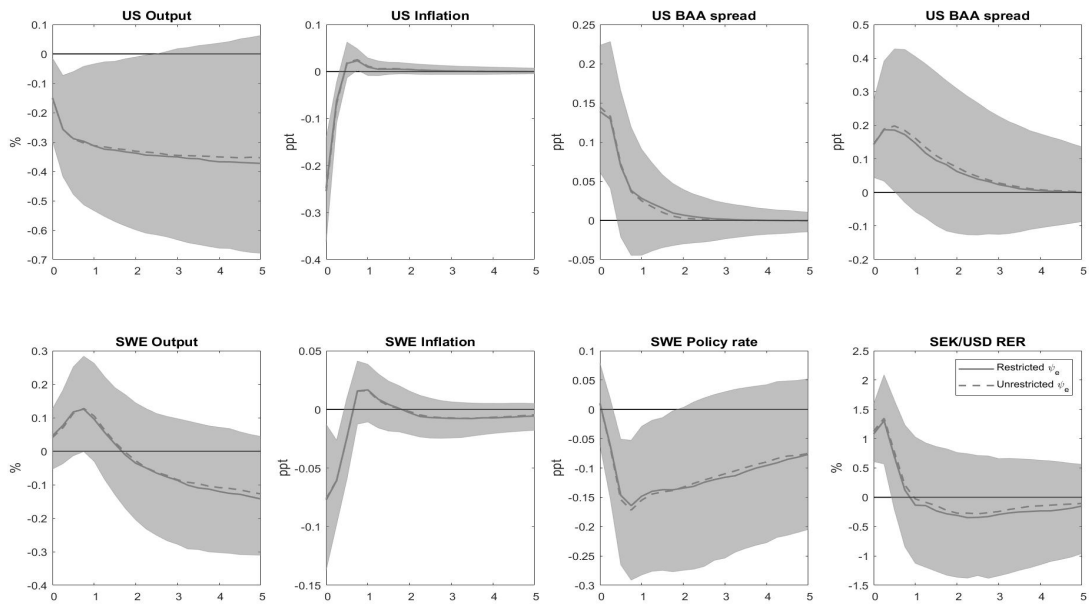 US Output
US Inflation
US BAA spread
US BAA spread
0.1
0
-0.1
-0.2
-0.3
-0.4
-0.5
-0.6
-0.7
%
0 1 2 3 4 5
0.1
0
-0.1
-0.2
-0.3
-0.4
ppt
0 1 2 3 4 5
0.25
0.2
0.15
0.1
0.05
0
-0.05
ppt
0 1 2 3 4 5
0.5
0.4
0.3
0.2
0.1
0
-0.1
0.2
ppt
0 1 2 3 4 5
SWE Output
SWE Inflation
SWE Policy rate
SEK/USD RER
0.3
0.2
0.1
0
-0.1
-0.2
-0.3
-0.4
%
0 1 2 3 4 5
0.05
0
-0.05
-0.1
-0.15
ppt
0 1 2 3 4 5
0.1
0.05
0
-0.05
-0.1
-0.15
-0.2
-0.25
-0.3
ppt
0 1 2 3 4 5
2.5
2
1.5
1
0.5
0
-0.5
-1
-1.5
%
0 1 2 3 4 5
Restricted ψα
Unrestricted ψα